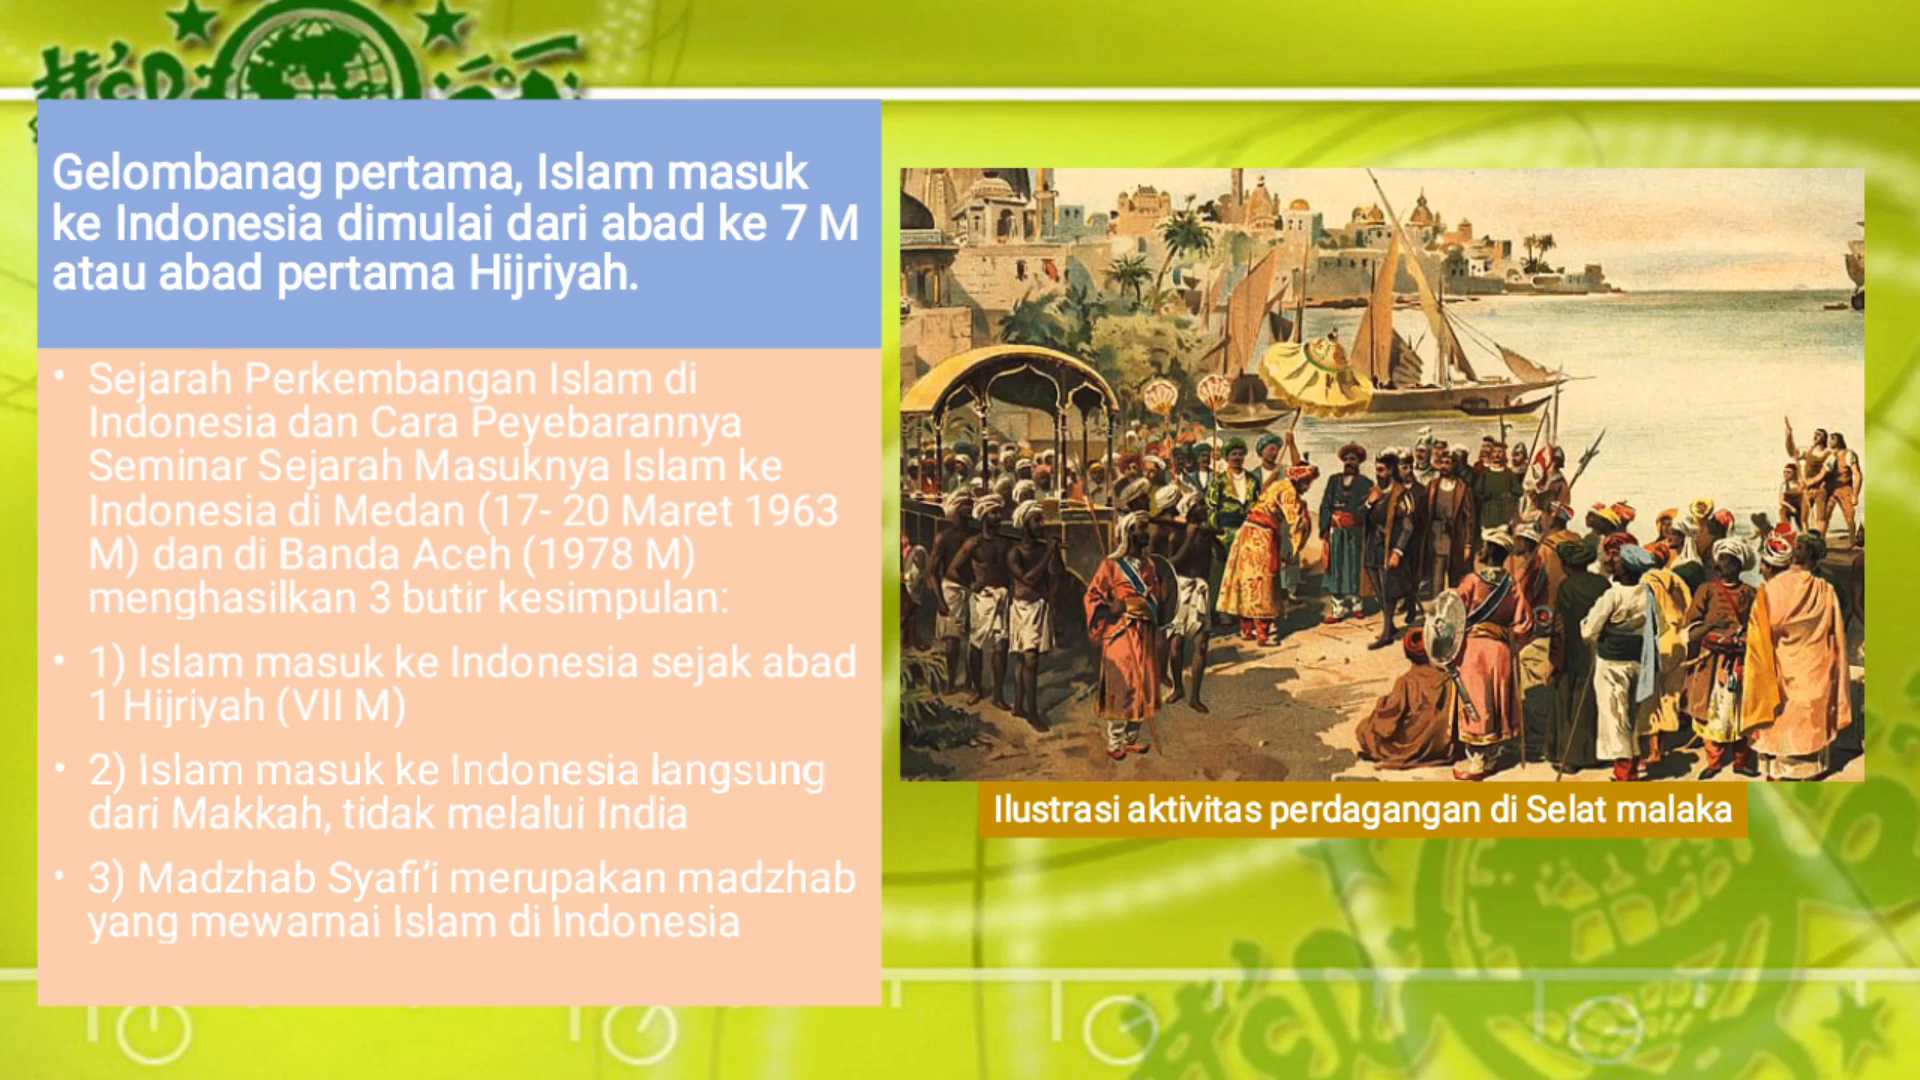 Gelombanag pertama, Islam masuk
ke Indonesia dimulai dari abad ke 7 M
atau abad pertama Hijriyah.
• Sejarah Perkembangan Islam di
Indonesia dan Cara Peyebarannya
Seminar Sejarah Masuknya Islam ke
Indonesia di Medan (17- 20 Maret 1963
M) dan di Banda Aceh (1978 M)
menghasilkan 3 butir kesimpulan:
• 1) Islam masuk ke Indonesia sejak abad
1 Hijriyah (VII M)
• 2) Islam masuk ke Indonesia langsung
dari Makkah, tidak melalui India
• 3) Madzhab Syafi’i merupakan madzhab
yang mewarnai Islam di Indonesia
Ilustrasi aktivitas perdagangan di Selat malaka